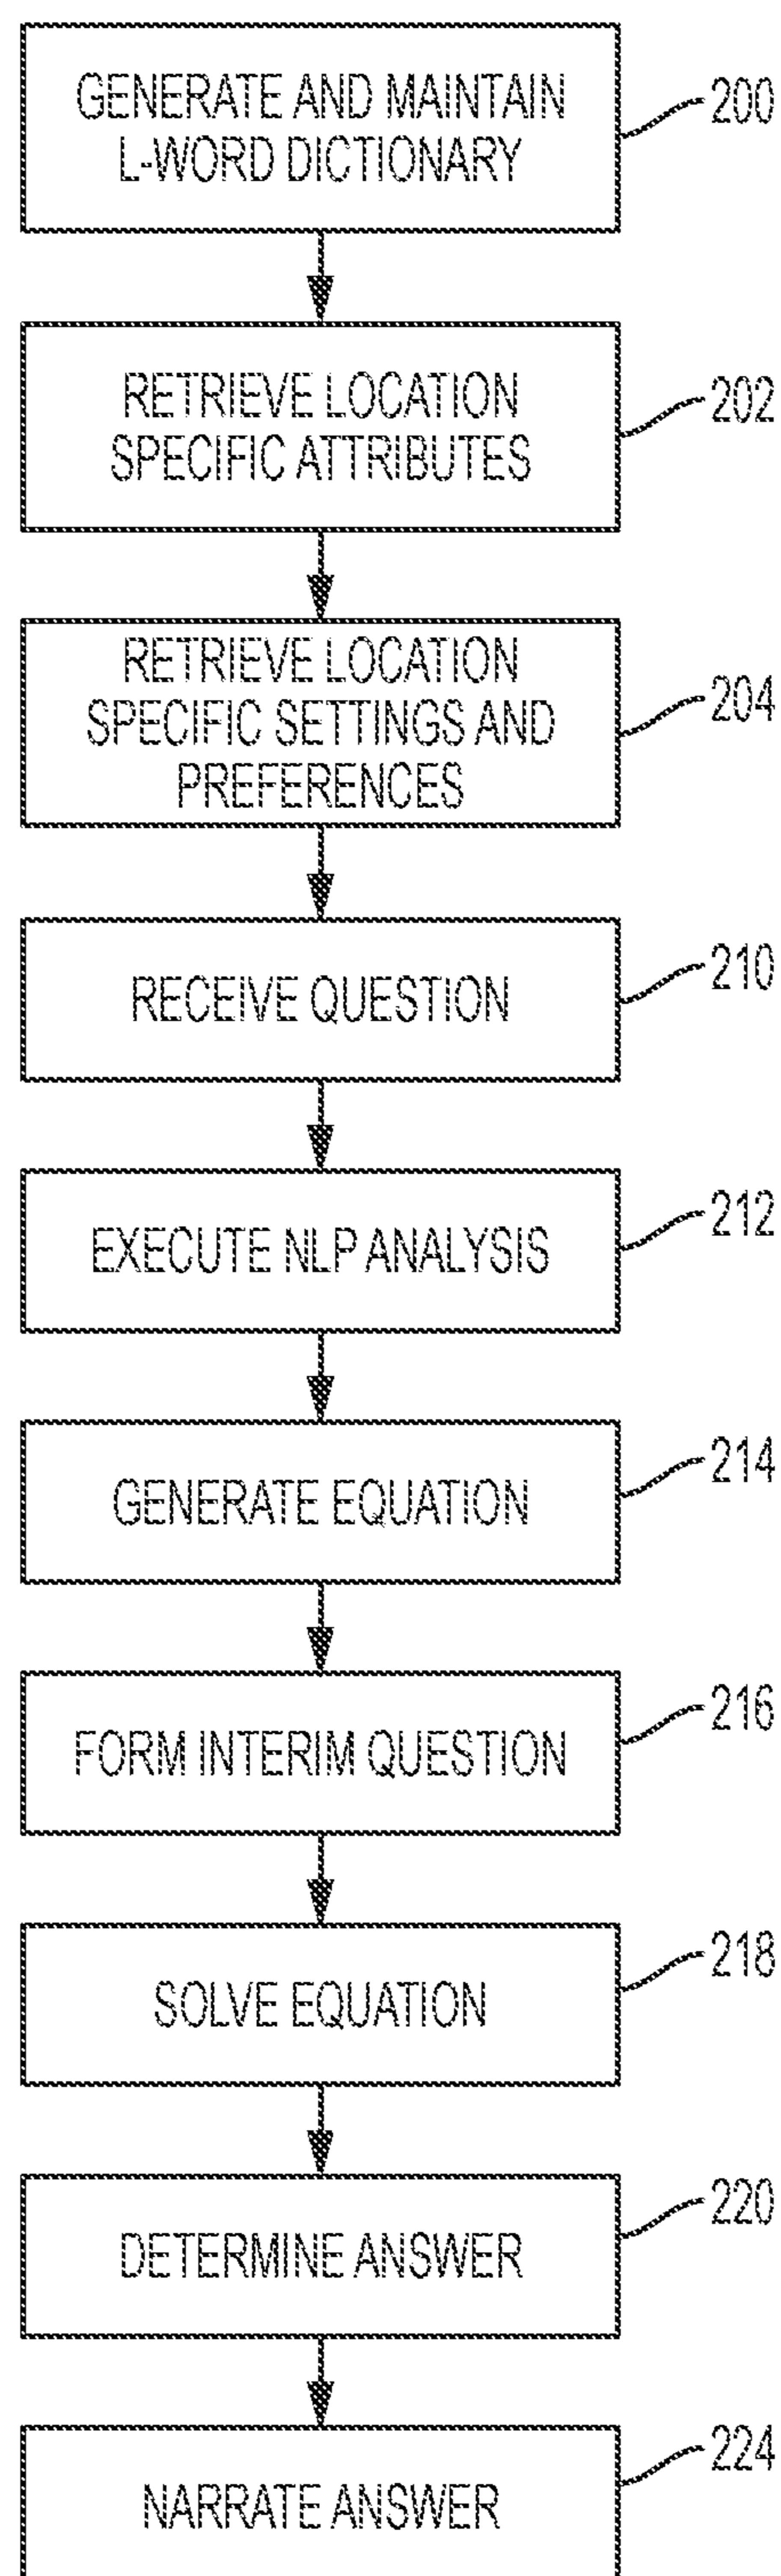 GENERATE AND MAINTAIN
L-WORD DICTIONARY
200
RETRIEVE LOCATION
SPECIFIC ATTRIBUTES
202
RETRIEVE LOCATION
SPECIFIC SETTINGS AND
PREFERENCES
204
RECEIVE QUESTION
210
EXECUTE NLP ANALYSIS
212
GENERATE EQUATION
214
FORM INTERIM QUESTION
216
SOLVE EQUATION
218
DETERMINE ANSWER
220
NARRATE ANSWER
224